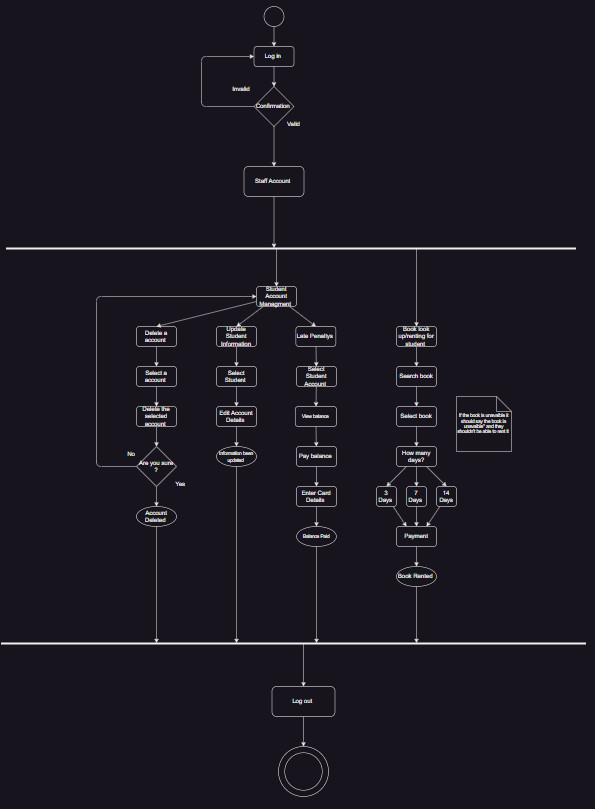 Log In
Invalid
Confirmation
Valid
Staff Account
Student
Account
Managment
Delete a
account
Update
Student
Information
Late Penaltys
Book look
up/renting for
student
Select a
account
Select
Student
Select
Student
Account
Search book
Delete the
selected
account
Edit Account
Details
View balance
Select book
If the book is unavaible it
should say the book is
unavaible" and they
shouldn't be able to rent it
No
Are you sure
?
Yes
Information been
updated
Pay balance
How many
days?
Enter Card
Details
3
Days
7
Days
14
Days
Account
Deleted
Balance Paid
Payment
Book Rented
Log out